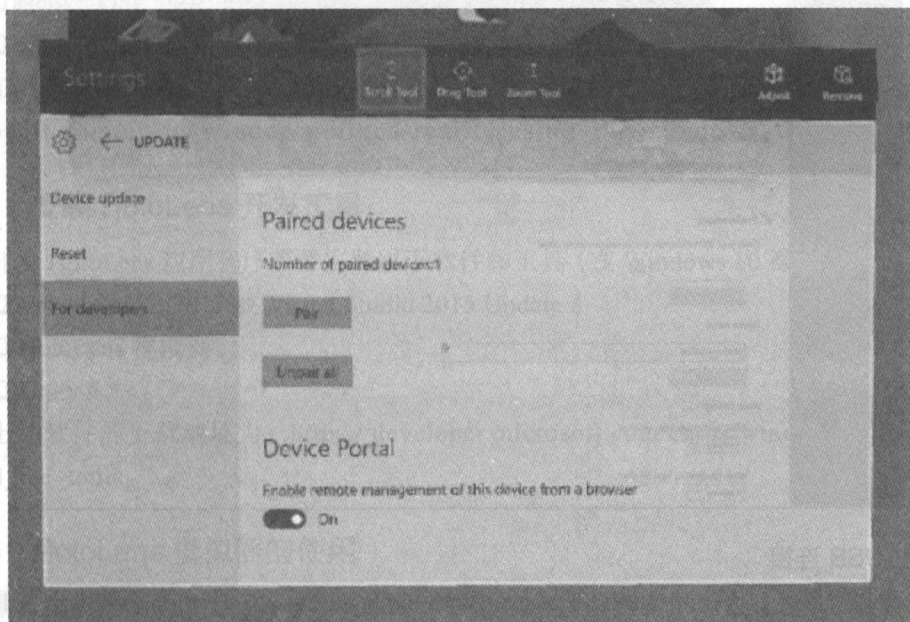 Settings
Scroll Tool
Drag Tool
Zoom Tool
Adjust
Remove
UPDATE
Device update
Reset
For developers
Paired devices
Number of paired devices:1
Pair
Unpair all
Device Portal
Enable remote management of this device from a browser
On